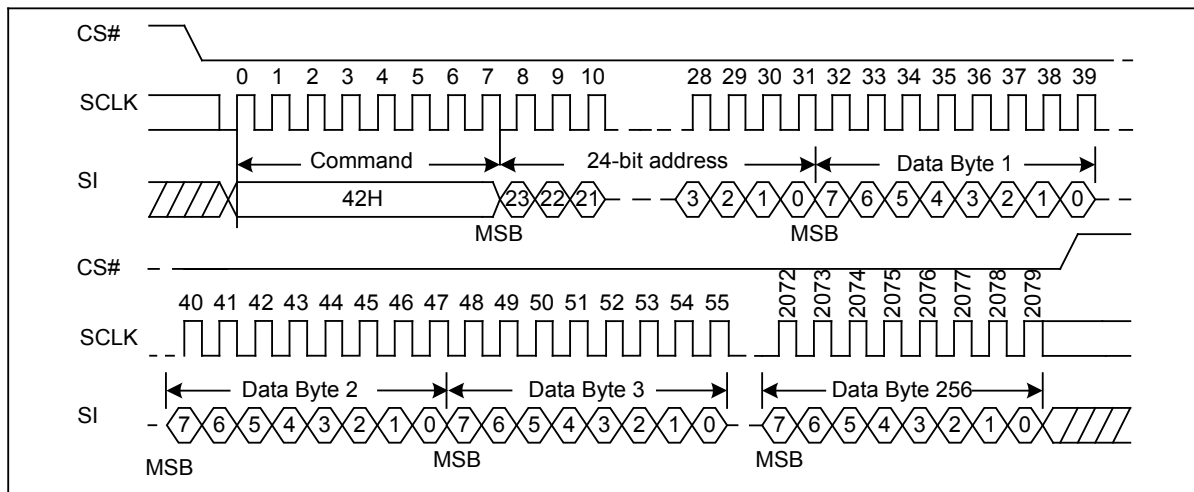 CS#
0 1 2 3 4 5 6 7 8 9 10 28 29 30 31 32 33 34 35 36 37 38 39
SCLK
Command 24-bit address Data Byte 1
SI
42H 23 22 21 3 2 1 0 7 6 5 4 3 2 1 0
MSB MSB
CS#
40 41 42 43 44 45 46 47 48 49 50 51 52 53 54 55 2072 2073 2074 2075 2076 2077 2078 2079
SCLK
Data Byte 2 Data Byte 3 Data Byte 256
SI
7 6 5 4 3 2 1 0 7 6 5 4 3 2 1 0 7 6 5 4 3 2 1 0
MSB MSB MSB